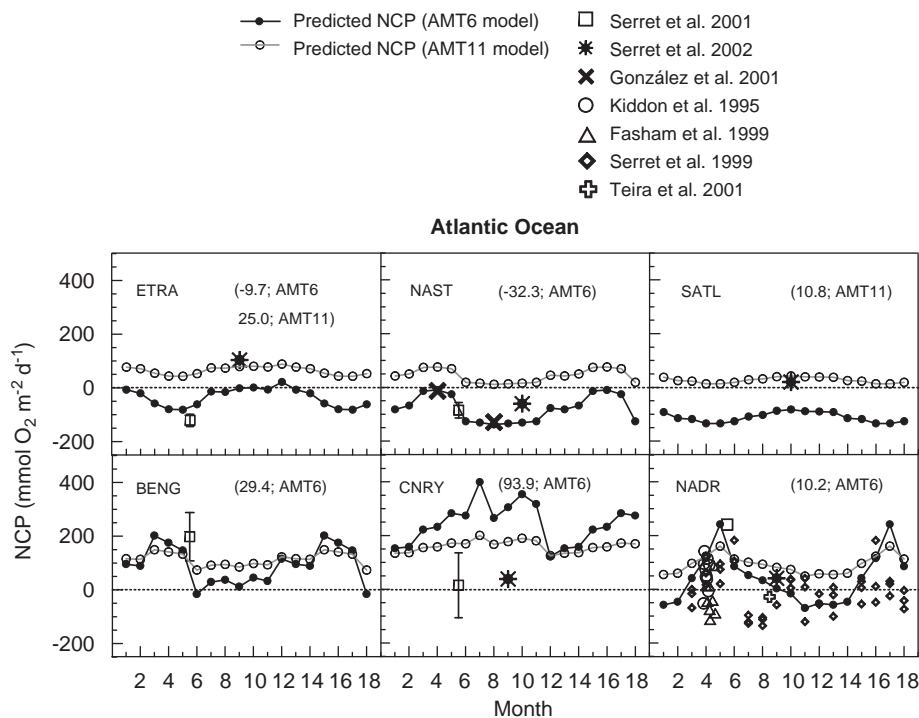 Predicted NCP (AMT6 model)
Predicted NCP (AMT11 model)
Serret et al. 2001
Serret et al. 2002
González et al. 2001
Kiddon et al. 1995
Fasham et al. 1999
Serret et al. 1999
Teira et al. 2001
Atlantic Ocean
NCP (mmol O2 m-2 d-1)
400
200
0
-200
ETRA
(-9.7; AMT6
25.0; AMT11)
NAST
(-32.3; AMT6)
SATL
(10.8; AMT11)
400
200
0
-200
BENG
(29.4; AMT6)
CNRY
(93.9; AMT6)
NADR
(10.2; AMT6)
2 4 6 8 10 12 14 16 18
2 4 6 8 10 12 14 16 18
2 4 6 8 10 12 14 16 18
Month